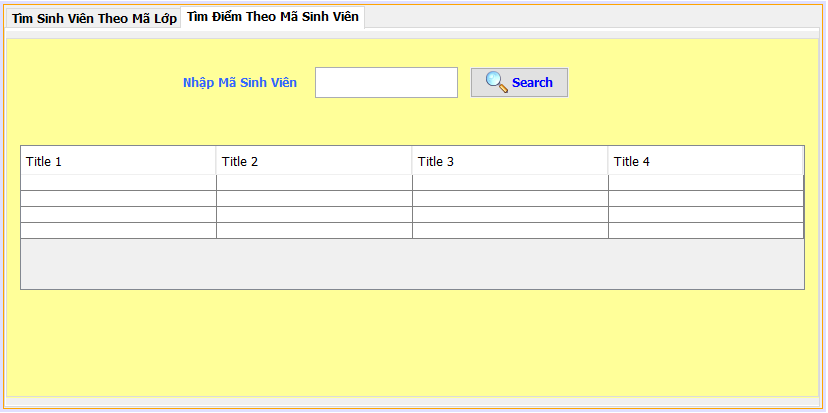 Tìm Sinh Viên Theo Mã Lớp
Tìm Điểm Theo Mã Sinh Viên
Nhập Mã Sinh Viên
Search
Title 1 Title 2 Title 3 Title 4